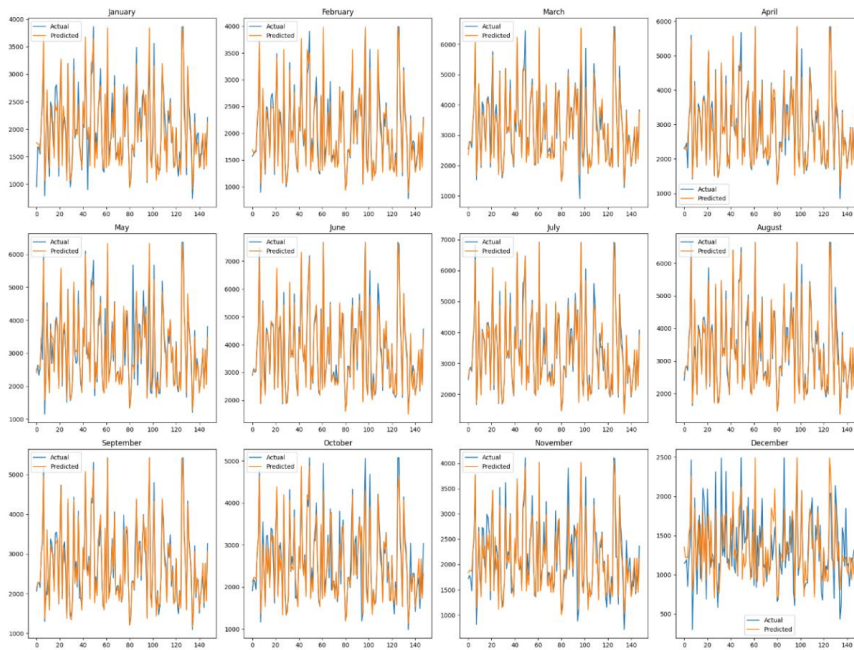 January
February
March
April
Actual
Predicted
4000
3500
3000
2500
2000
1500
1000
0 20 40 60 80 100 120 140
Actual
Predicted
4000
3500
3000
2500
2000
1500
1000
0 20 40 60 80 100 120 140
Actual
Predicted
6000
5000
4000
3000
2000
1000
0 20 40 60 80 100 120 140
Actual
Predicted
6000
5000
4000
3000
2000
1000
0 20 40 60 80 100 120 140
May
June
July
August
Actual
Predicted
6000
5000
4000
3000
2000
1000
0 20 40 60 80 100 120 140
Actual
Predicted
7000
6000
5000
4000
3000
2000
0 20 40 60 80 100 120 140
Actual
Predicted
7000
6000
5000
4000
3000
2000
0 20 40 60 80 100 120 140
Actual
Predicted
6000
5000
4000
3000
2000
0 20 40 60 80 100 120 140
September
October
November
December
Actual
Predicted
5000
4000
3000
2000
1000
0 20 40 60 80 100 120 140
Actual
Predicted
5000
4000
3000
2000
1000
0 20 40 60 80 100 120 140
Actual
Predicted
4000
3500
3000
2500
2000
1500
1000
0 20 40 60 80 100 120 140
2500
2000
1500
1000
500
Actual
Predicted
0 20 40 60 80 100 120 140